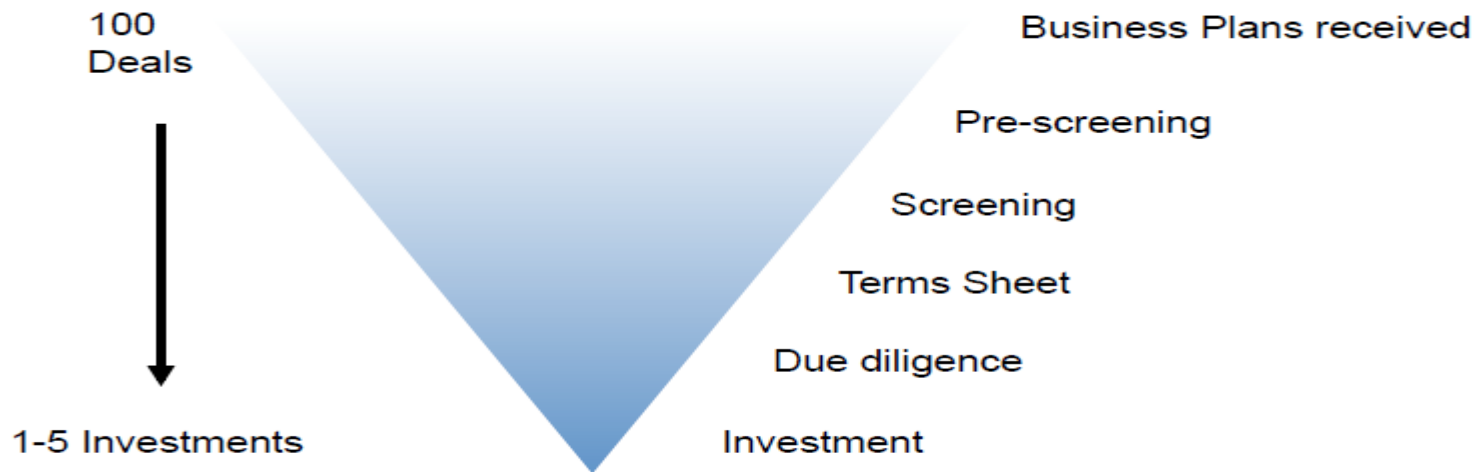 100
Deals
Business Plans received
Pre-screening
Screening
Terms Sheet
Due diligence
1-5 Investments
Investment